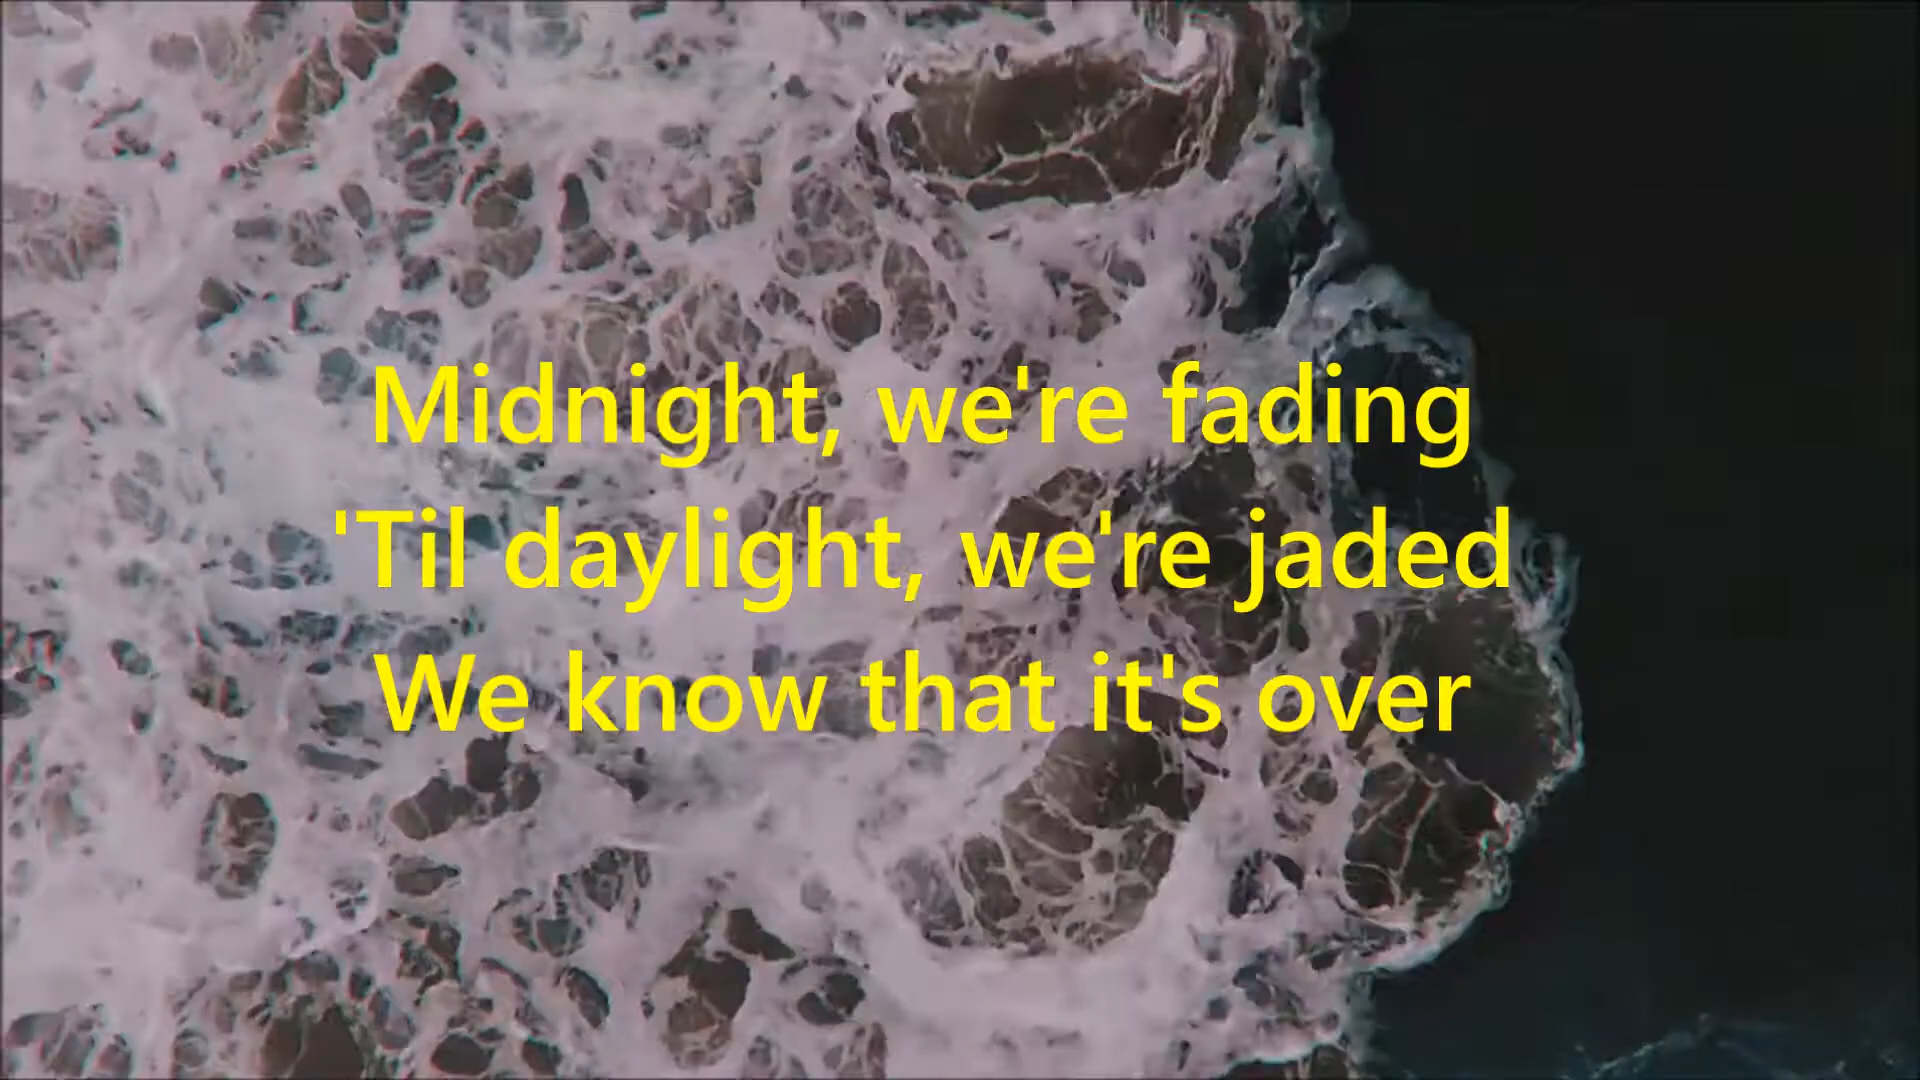 Midnight, we're fading
'Til daylight, we're jaded
We know that it's over